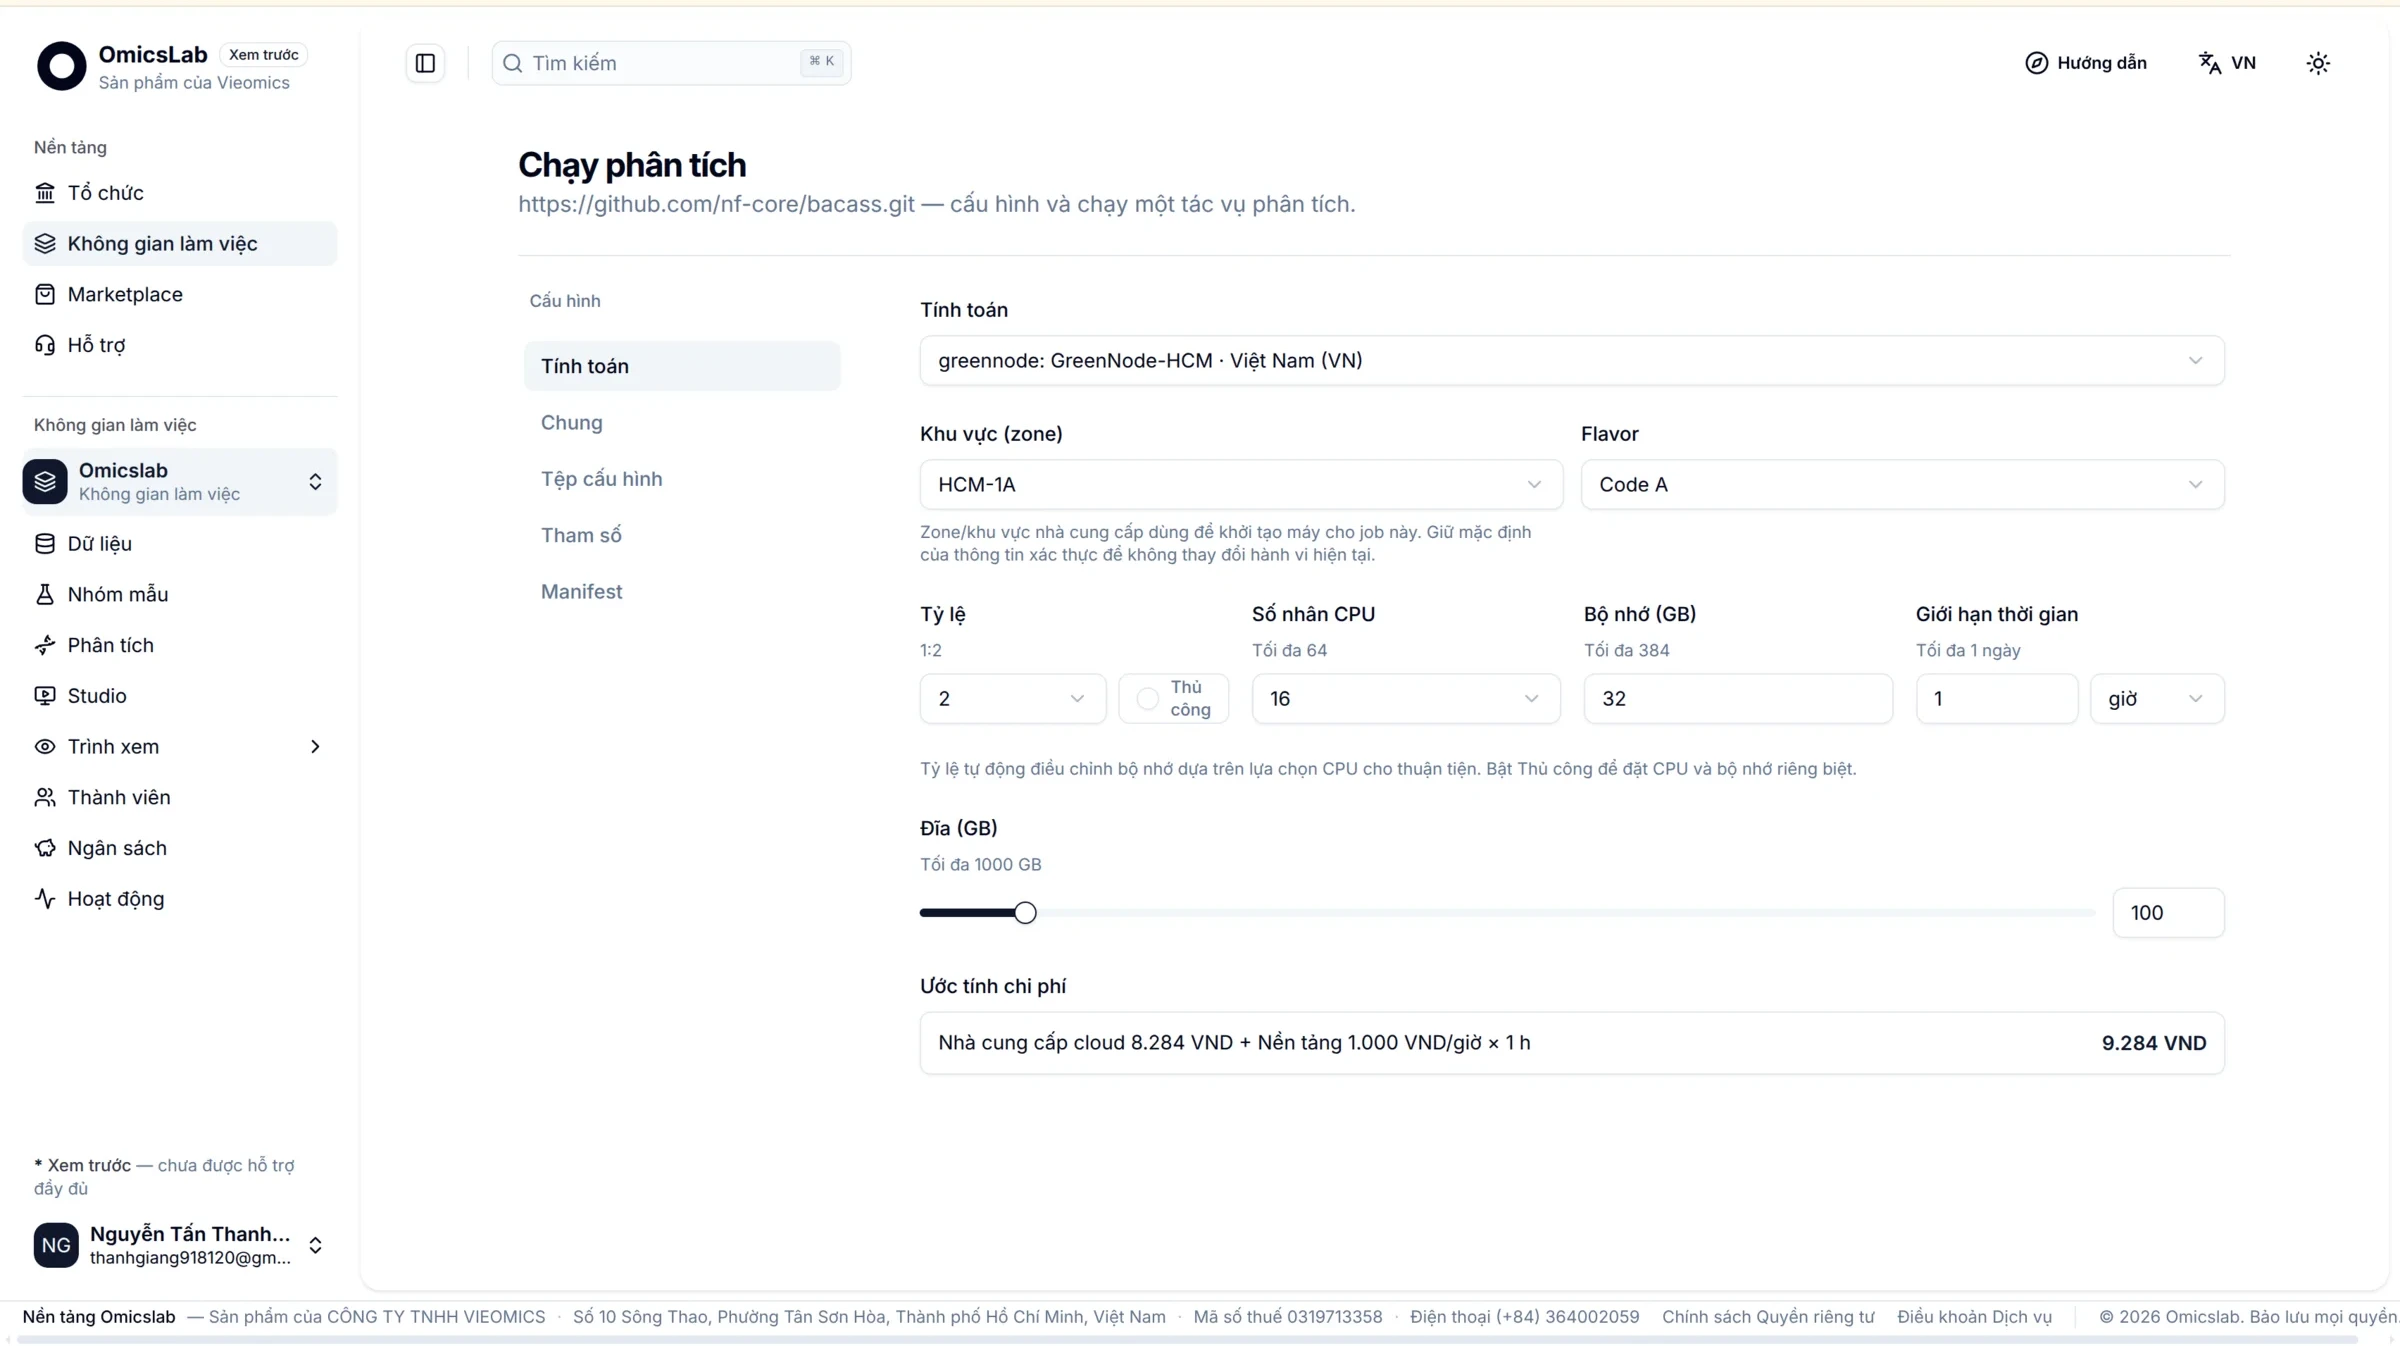 OmicsLab
Xem trước
Sản phẩm của Vieomics
Tìm kiếm
⌘ K
Hướng dẫn
VN
Nền tảng
Tổ chức
Không gian làm việc
Marketplace
Hỗ trợ
Không gian làm việc
Omicslab
Không gian làm việc
Dữ liệu
Nhóm mẫu
Phân tích
Studio
Trình xem
Thành viên
Ngân sách
Hoạt động
* Xem trước — chưa được hỗ trợ
đầy đủ
NG
Nguyễn Tấn Thanh...
thanhgiang918120@gm...
Chạy phân tích
https://github.com/nf-core/bacass.git — cấu hình và chạy một tác vụ phân tích.
Cấu hình
Tính toán
Chung
Tệp cấu hình
Tham số
Manifest
Tính toán
greennode: GreenNode-HCM · Việt Nam (VN)
Khu vực (zone)
Flavor
HCM-1A
Code A
Zone/khu vực nhà cung cấp dùng để khởi tạo máy cho job này. Giữ mặc định
của thông tin xác thực để không thay đổi hành vi hiện tại.
Tỷ lệ
Số nhân CPU
Bộ nhớ (GB)
Giới hạn thời gian
1:2
Tối đa 64
Tối đa 384
Tối đa 1 ngày
2
Thủ
công
16
32
1
giờ
Tỷ lệ tự động điều chỉnh bộ nhớ dựa trên lựa chọn CPU cho thuận tiện. Bật Thủ công để đặt CPU và bộ nhớ riêng biệt.
Đĩa (GB)
Tối đa 1000 GB
100
Ước tính chi phí
Nhà cung cấp cloud 8.284 VND + Nền tảng 1.000 VND/giờ × 1 h
9.284 VND
Nền tảng Omicslab — Sản phẩm của CÔNG TY TNHH VIEOMICS · Số 10 Sông Thao, Phường Tân Sơn Hòa, Thành phố Hồ Chí Minh, Việt Nam · Mã số thuế 0319713358 · Điện thoại (+84) 364002059 Chính sách Quyền riêng tư Điều khoản Dịch vụ © 2026 Omicslab. Bảo lưu mọi quyền.